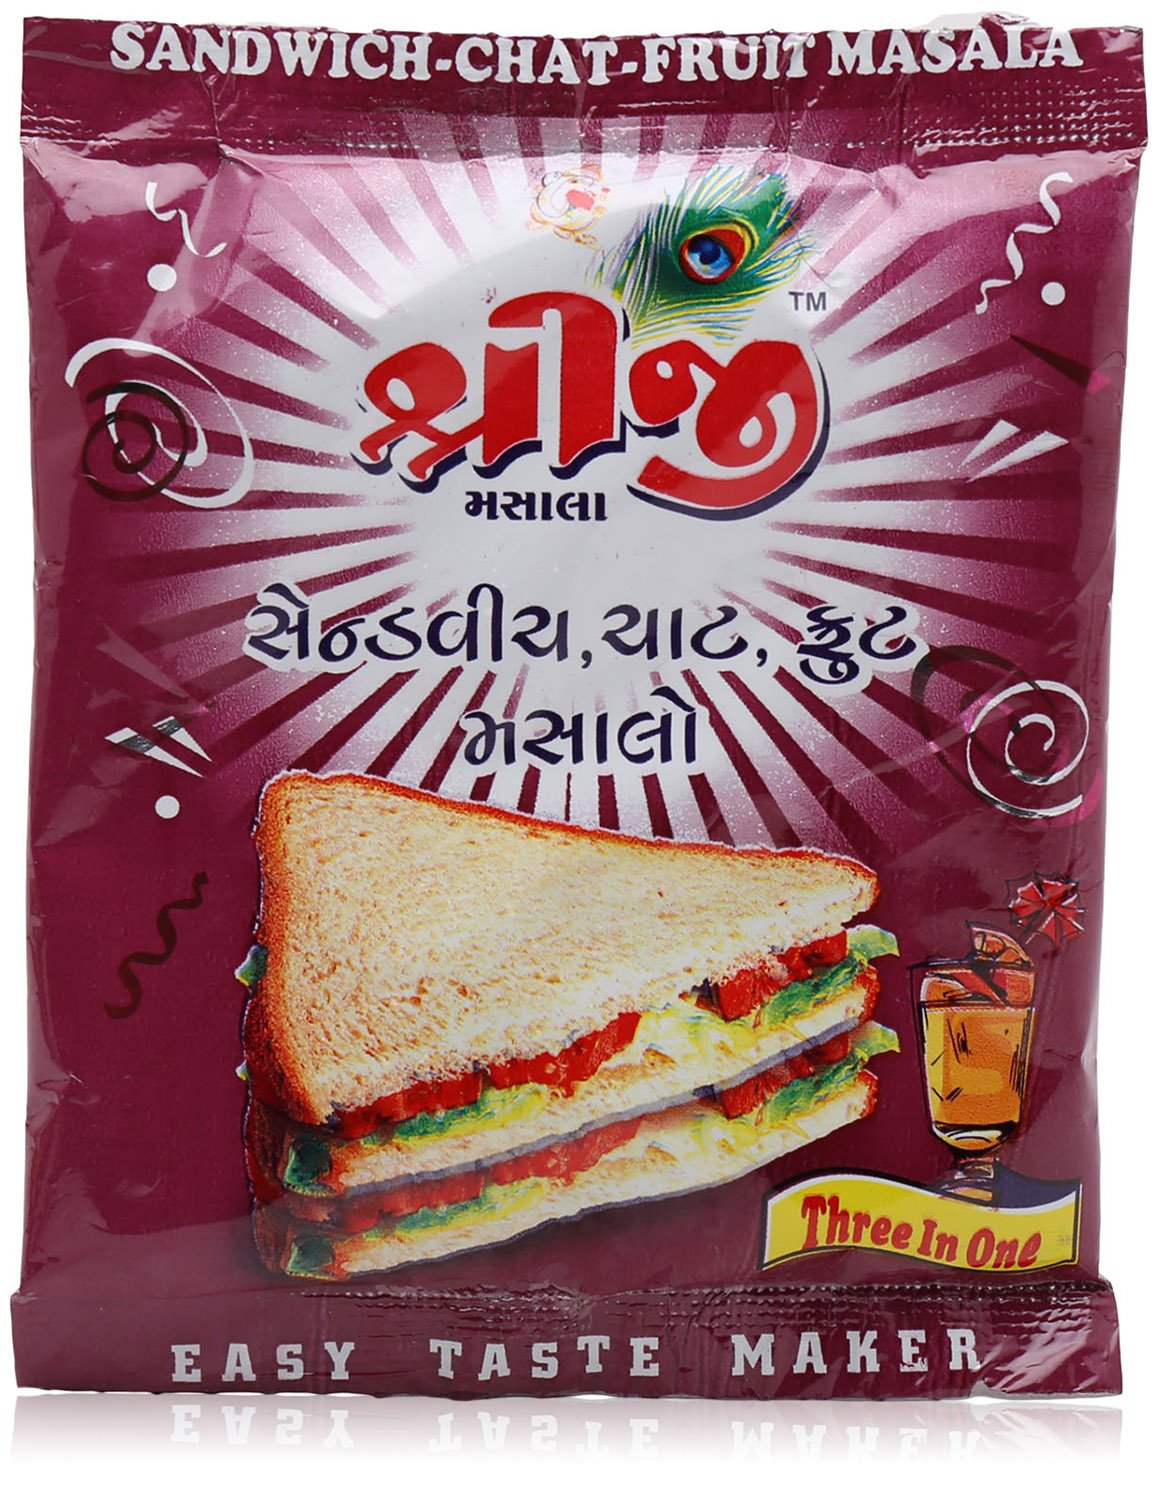 SANDWICH-CHAT-FRUIT MASALA
TM
શ્રીજી
મસાલા
સેન્ડવીચ, ચાટ, ફ્રુટ
મસાલો
Three In One
EASY TASTE MAKER